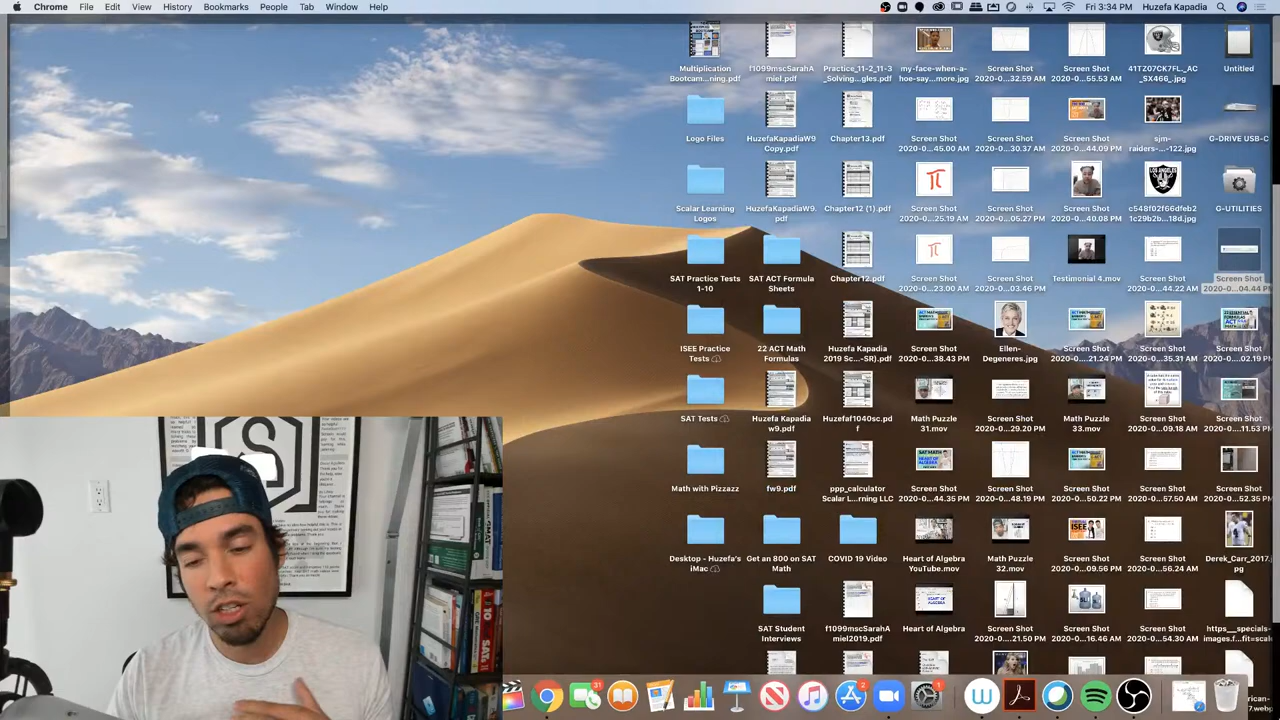 Chrome File Edit View History Bookmarks People Tab Window Help
Fri 3:34 PM Huzefa Kapadia
Multiplication
Bootcam...ning.pdf
f1099mscSarahA
miel.pdf
Practice_11-2_11-3
_Solving...gles.pdf
my-face-when-a
hoe-say...more.jpg
Screen Shot
2020-0...32.59 AM
Screen Shot
2020-0...55.53 AM
41TZ07CK7FL._AC
_SX466_.jpg
Untitled
Logo Files
HuzefaKapadiaW9
Copy.pdf
Chapter13.pdf
Screen Shot
2020-0...45.00 AM
Screen Shot
2020-0...30.37 AM
Screen Shot
2020-0...44.09 PM
sjm-
raiders-...-122.jpg
G-DRIVE USB-C
Scalar Learning
Logos
HuzefaKapadiaW9.
pdf
Chapter12 (1).pdf
Screen Shot
2020-0...25.19 AM
Screen Shot
2020-0...05.27 PM
Screen Shot
2020-0...40.08 PM
c548f02f66dfeb2
1c29b2b...18d.jpg
G-UTILITIES
SAT Practice Tests
1-10
SAT ACT Formula
Sheets
Chapter12.pdf
Screen Shot
2020-0...23.00 AM
Screen Shot
2020-0...03.46 PM
Testimonial 4.mov
Screen Shot
2020-0...44.22 PM
Screen Shot
2020-0...04.44 PM
ISEE Practice
Tests
22 ACT Math
Formulas
Huzefa Kapadia
2019 Sc...-SR).pdf
Screen Shot
2020-0...38.43 PM
Ellen-
Degeneres.jpg
Screen Shot
2020-0...21.24 PM
Screen Shot
2020-0...35.31 AM
Screen Shot
2020-0...02.19 PM
SAT Tests
Huzefa Kapadia
w9.pdf
Huzefaf1040sc.pd
f
Math Puzzle
31.mov
Screen Shot
2020-0...29.20 PM
Math Puzzle
33.mov
Screen Shot
2020-0...09.18 AM
Screen Shot
2020-0...11.53 PM
Math with Pizzazz
fw9.pdf
ppp_calculator
Scalar L...rning LLC
Screen Shot
2020-0...44.35 PM
Screen Shot
2020-0...48.19 PM
Screen Shot
2020-0...50.22 PM
Screen Shot
2020-0...57.50 AM
Screen Shot
2020-0...52.35 PM
Desktop - Huzefa's
iMac
Get an 800 on SAT
Math
COVID 19 Video
Heart of Algebra
YouTube.mov
Math Puzzle
32.mov
Screen Shot
2020-0...09.56 PM
Screen Shot
2020-0...56.24 AM
Derek_Carr_2017.j
pg
SAT Student
Interviews
f1099mscSarahA
miel2019.pdf
Heart of Algebra
Screen Shot
2020-0...21.50 PM
Screen Shot
2020-0...16.46 AM
Screen Shot
2020-0...54.30 AM
https__specials-
images.f...fit=scale